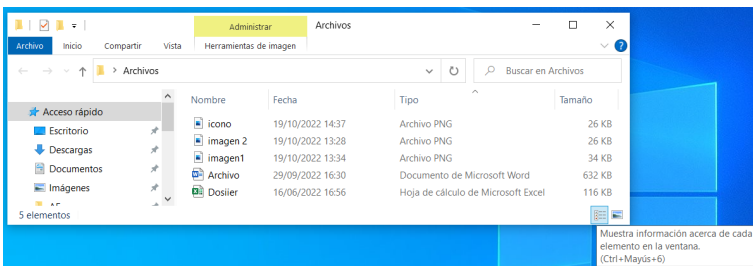 Administrar Archivos
Archivo Inicio Compartir Vista Herramientas de imagen
Archivos Buscar en Archivos
Nombre Fecha Tipo Tamaño
Acceso rápido
Escritorio
Descargas
Documentos
Imágenes
icono 19/10/2022 14:37 Archivo PNG 26 KB
imagen 2 19/10/2022 13:28 Archivo PNG 26 KB
imagen1 19/10/2022 13:34 Archivo PNG 34 KB
Archivo 29/09/2022 16:30 Documento de Microsoft Word 632 KB
Dosiier 16/06/2022 16:56 Hoja de cálculo de Microsoft Excel 116 KB
5 elementos
Muestra información acerca de cada
elemento en la ventana.
(Ctrl+Mayús+6)